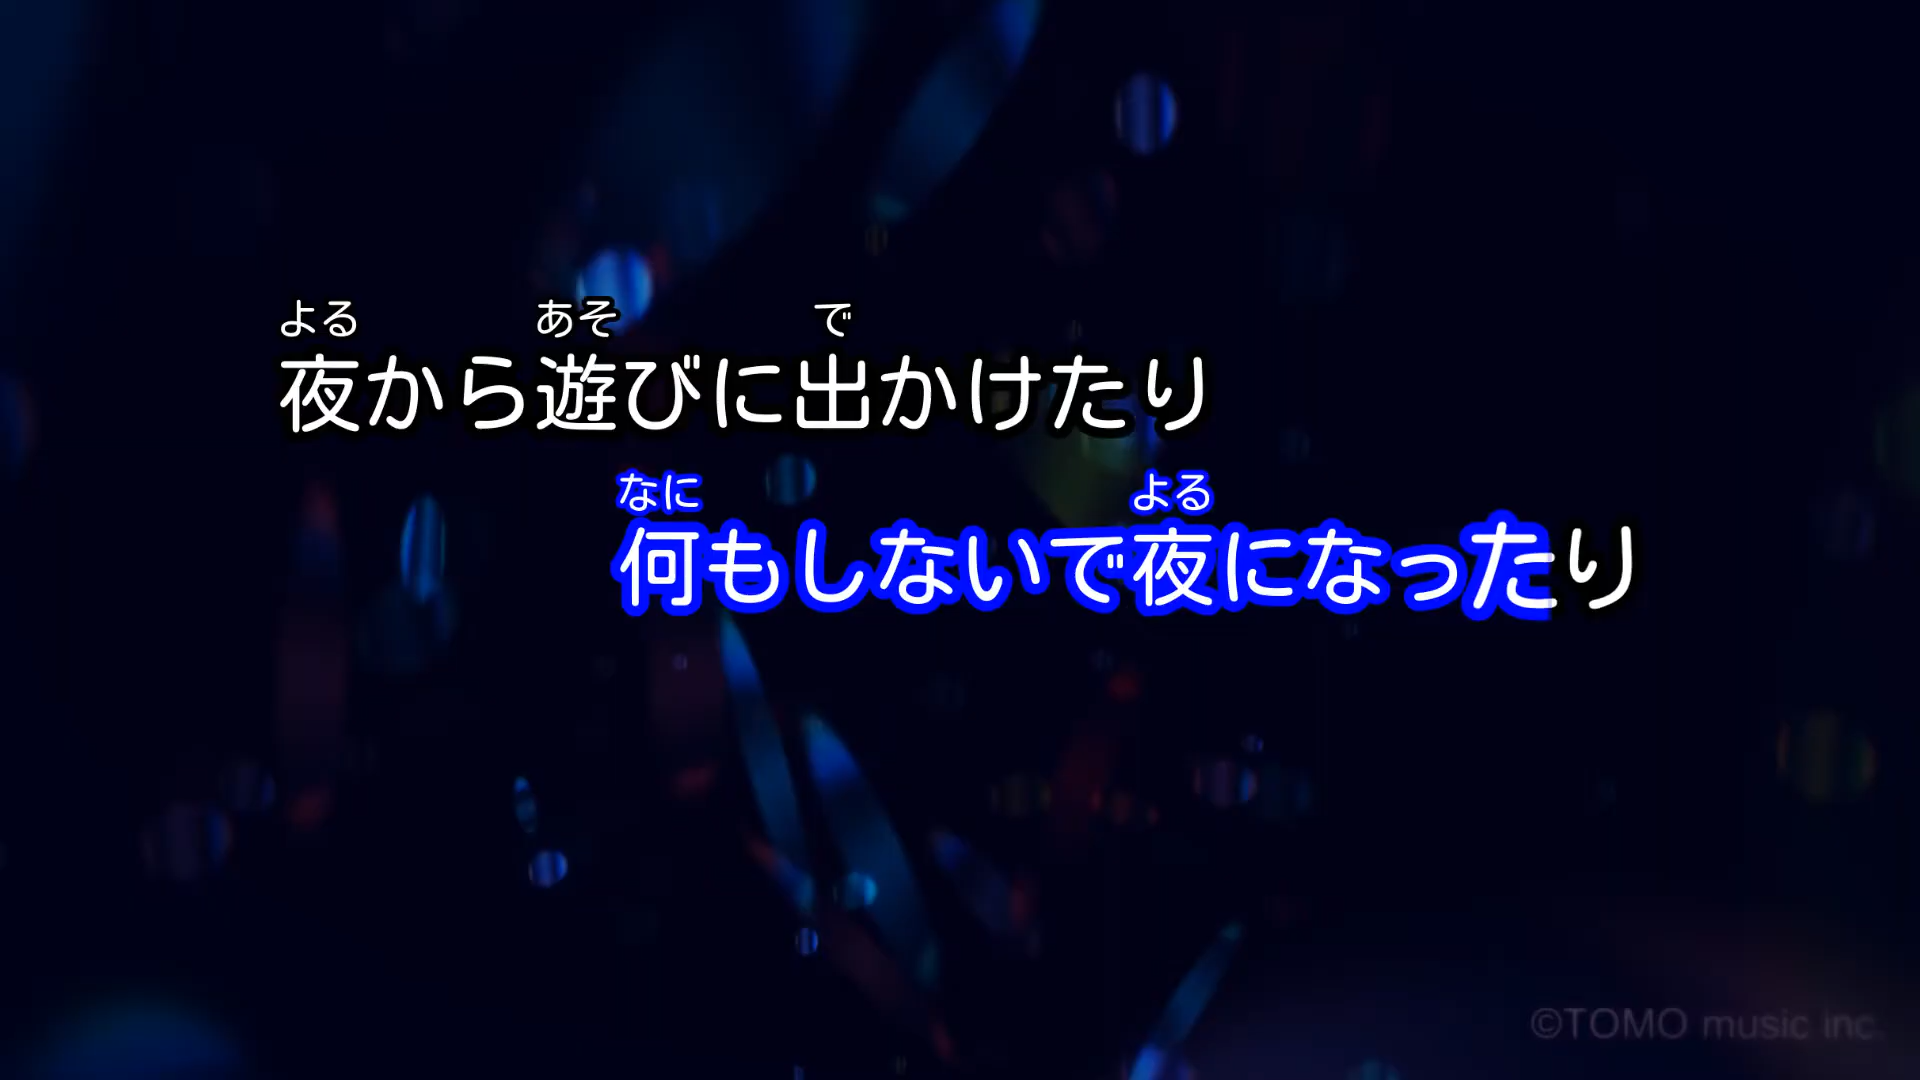 よる あそ で
夜から遊びに出かけたり
なに よる
何もしないで夜になったり
©TOMO music inc.